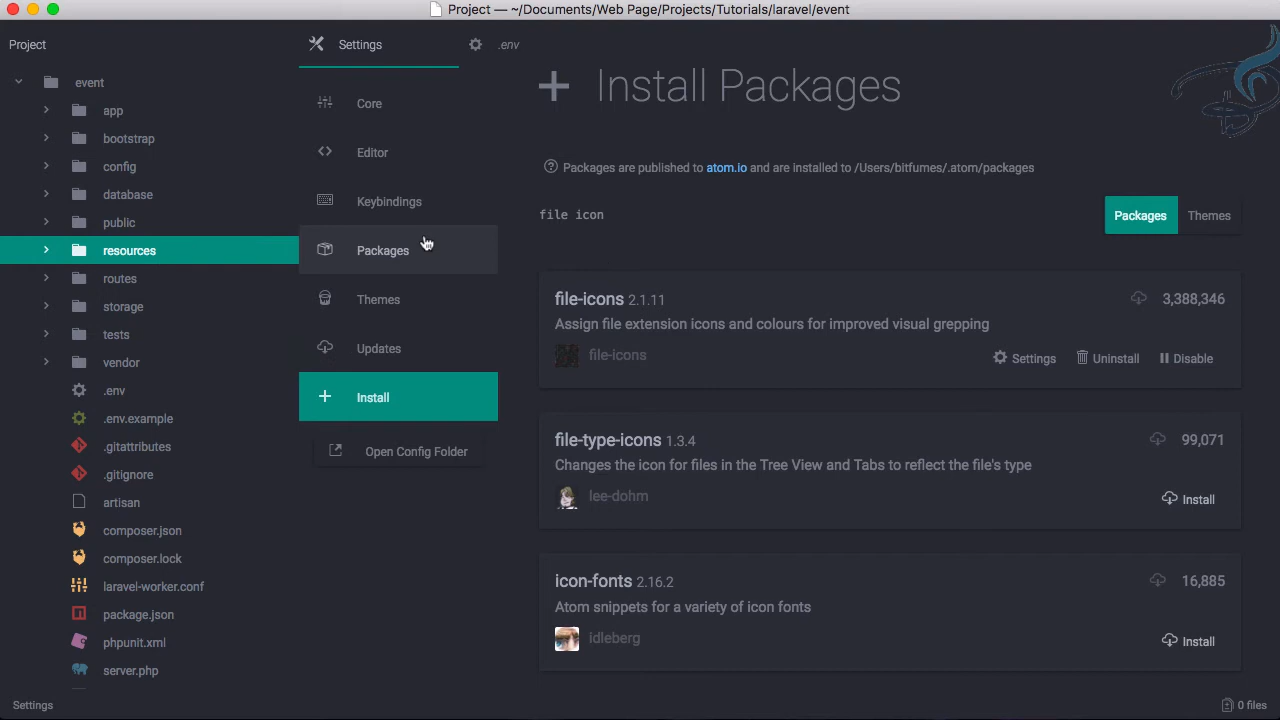 Project — ~/Documents/Web Page/Projects/Tutorials/laravel/event
Project
event
app
bootstrap
config
database
public
resources
routes
storage
tests
vendor
.env
.env.example
.gitattributes
.gitignore
artisan
composer.json
composer.lock
laravel-worker.conf
package.json
phpunit.xml
server.php
Settings
.env
Core
Editor
Keybindings
Packages
Themes
Updates
Install
Open Config Folder
Install Packages
Packages are published to atom.io and are installed to /Users/bitfumes/.atom/packages
file icon
Packages Themes
file-icons 2.1.11 3,388,346
Assign file extension icons and colours for improved visual grepping
file-icons Settings Uninstall Disable
file-type-icons 1.3.4 99,071
Changes the icon for files in the Tree View and Tabs to reflect the file's type
lee-dohm Install
icon-fonts 2.16.2 16,885
Atom snippets for a variety of icon fonts
idleberg Install
Settings 0 files